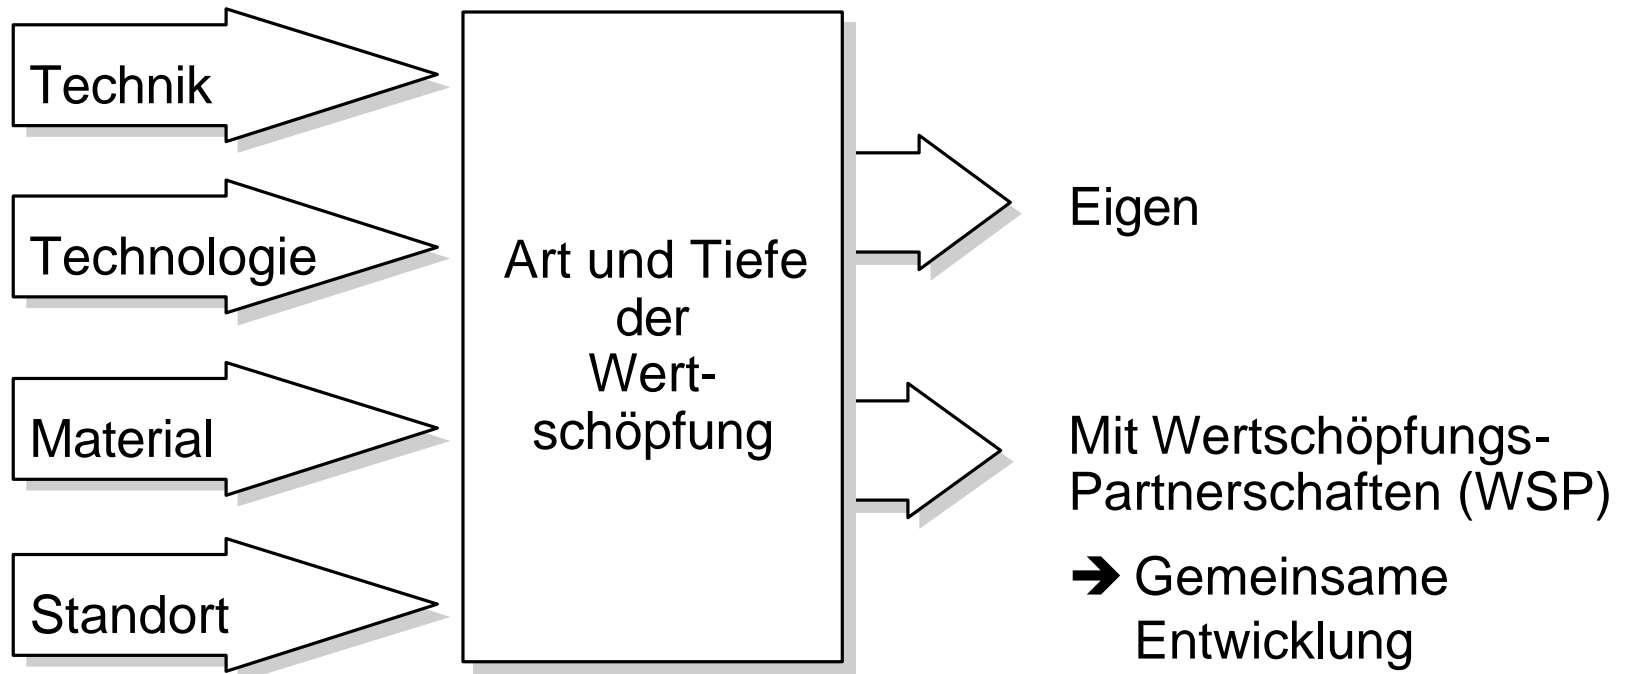 Technik
Technologie
Material
Standort
Art und Tiefe
der
Wert-
schöpfung
Eigen
Mit Wertschöpfungs-
Partnerschaften (WSP)
➔ Gemeinsame
Entwicklung